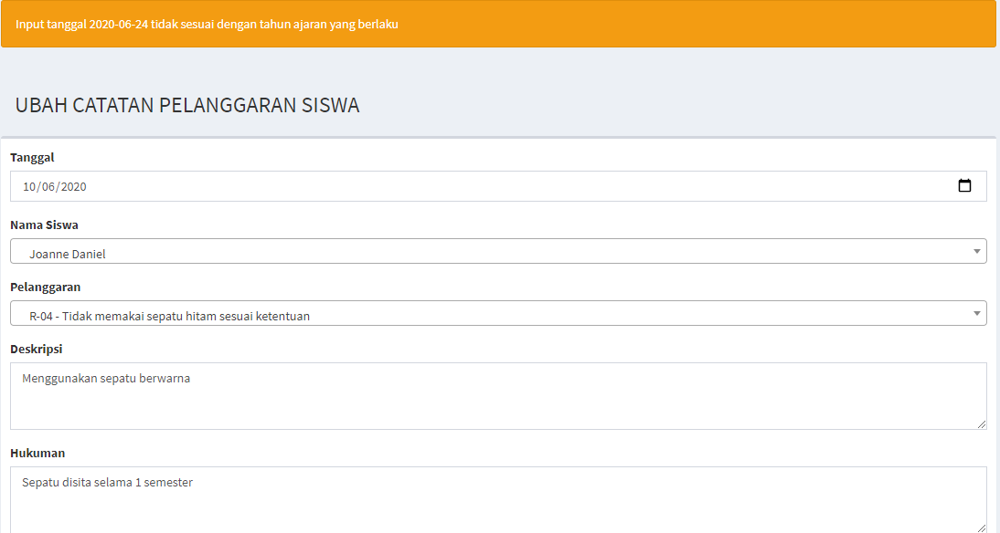 Input tanggal 2020-06-24 tidak sesuai dengan tahun ajaran yang berlaku
UBAH CATATAN PELANGGARAN SISWA
Tanggal
10/06/2020
Nama Siswa
Joanne Daniel
Pelanggaran
R-04 - Tidak memakai sepatu hitam sesuai ketentuan
Deskripsi
Menggunakan sepatu berwarna
Hukuman
Sepatu disita selama 1 semester